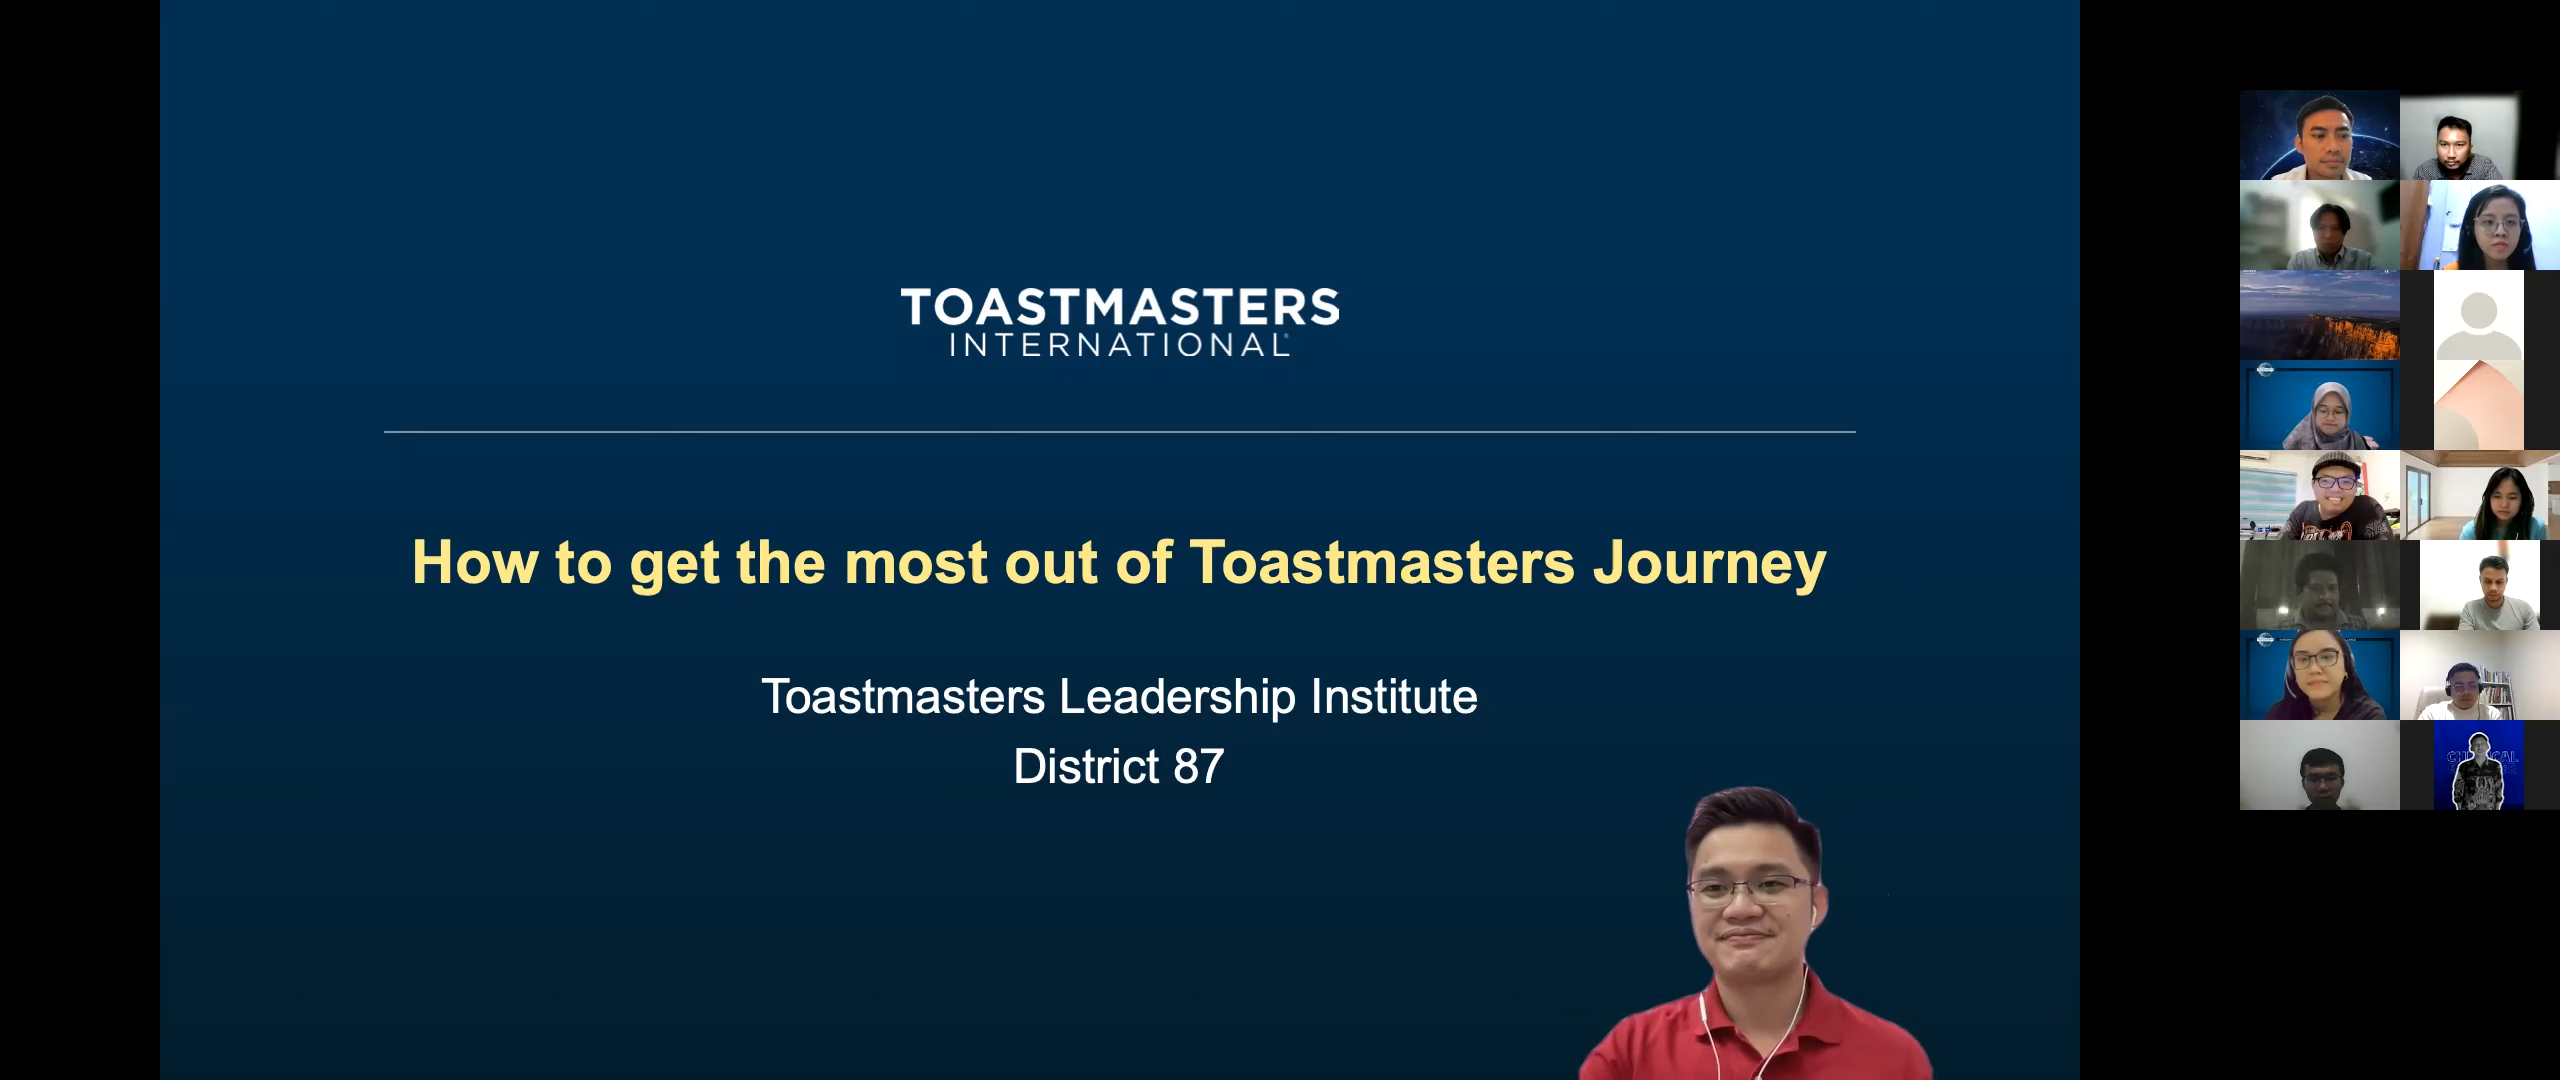 TOASTMASTERS
INTERNATIONAL
How to get the most out of Toastmasters Journey
Toastmasters Leadership Institute
District 87